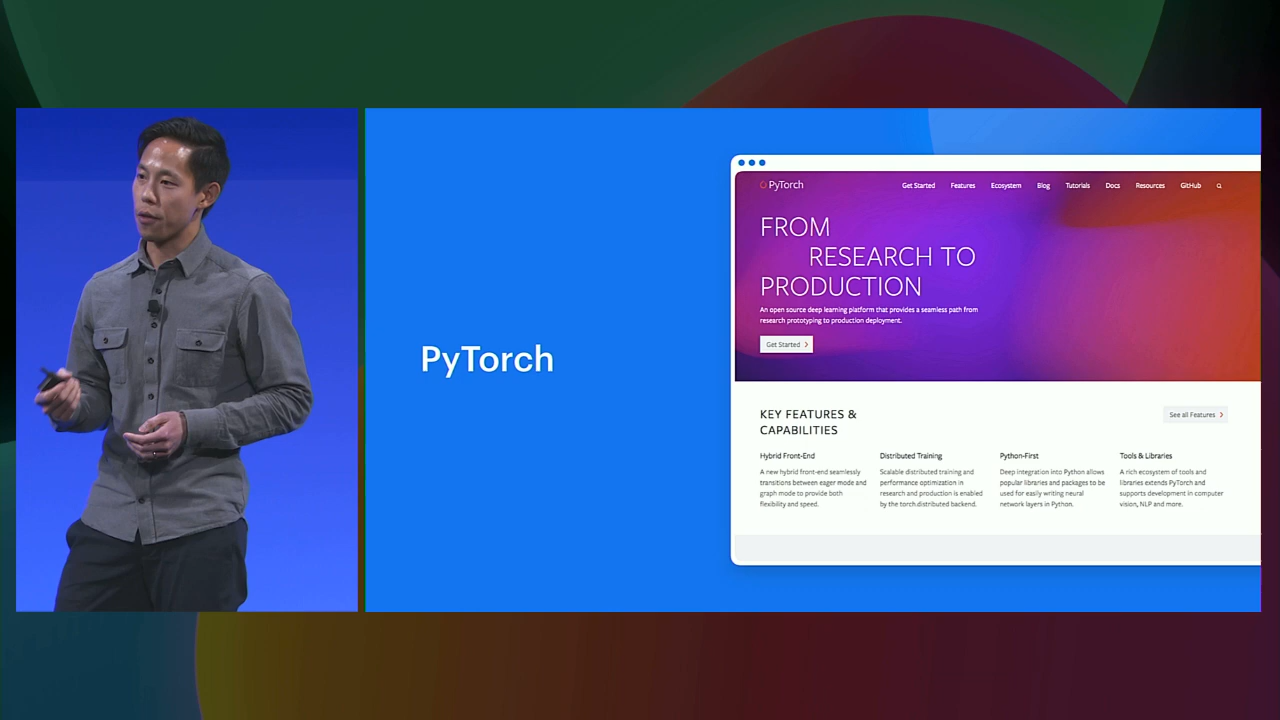 PyTorch
PyTorch
Get Started
Features
Ecosystem
Blog
Tutorials
Docs
Resources
GitHub
FROM
RESEARCH TO
PRODUCTION
An open source deep learning platform that provides a seamless path from
research prototyping to production deployment.
Get Started
KEY FEATURES &
CAPABILITIES
See all Features
Hybrid Front-End
A new hybrid front-end seamlessly
transitions between eager mode and
graph mode to provide both
flexibility and speed.
Distributed Training
Scalable distributed training and
performance optimization in
research and production is enabled
by the torch.distributed backend.
Python-First
Deep integration into Python allows
popular libraries and packages to be
used for easily writing neural
network layers in Python.
Tools & Libraries
A rich ecosystem of tools and
libraries extends PyTorch and
supports development in computer
vision, NLP and more.